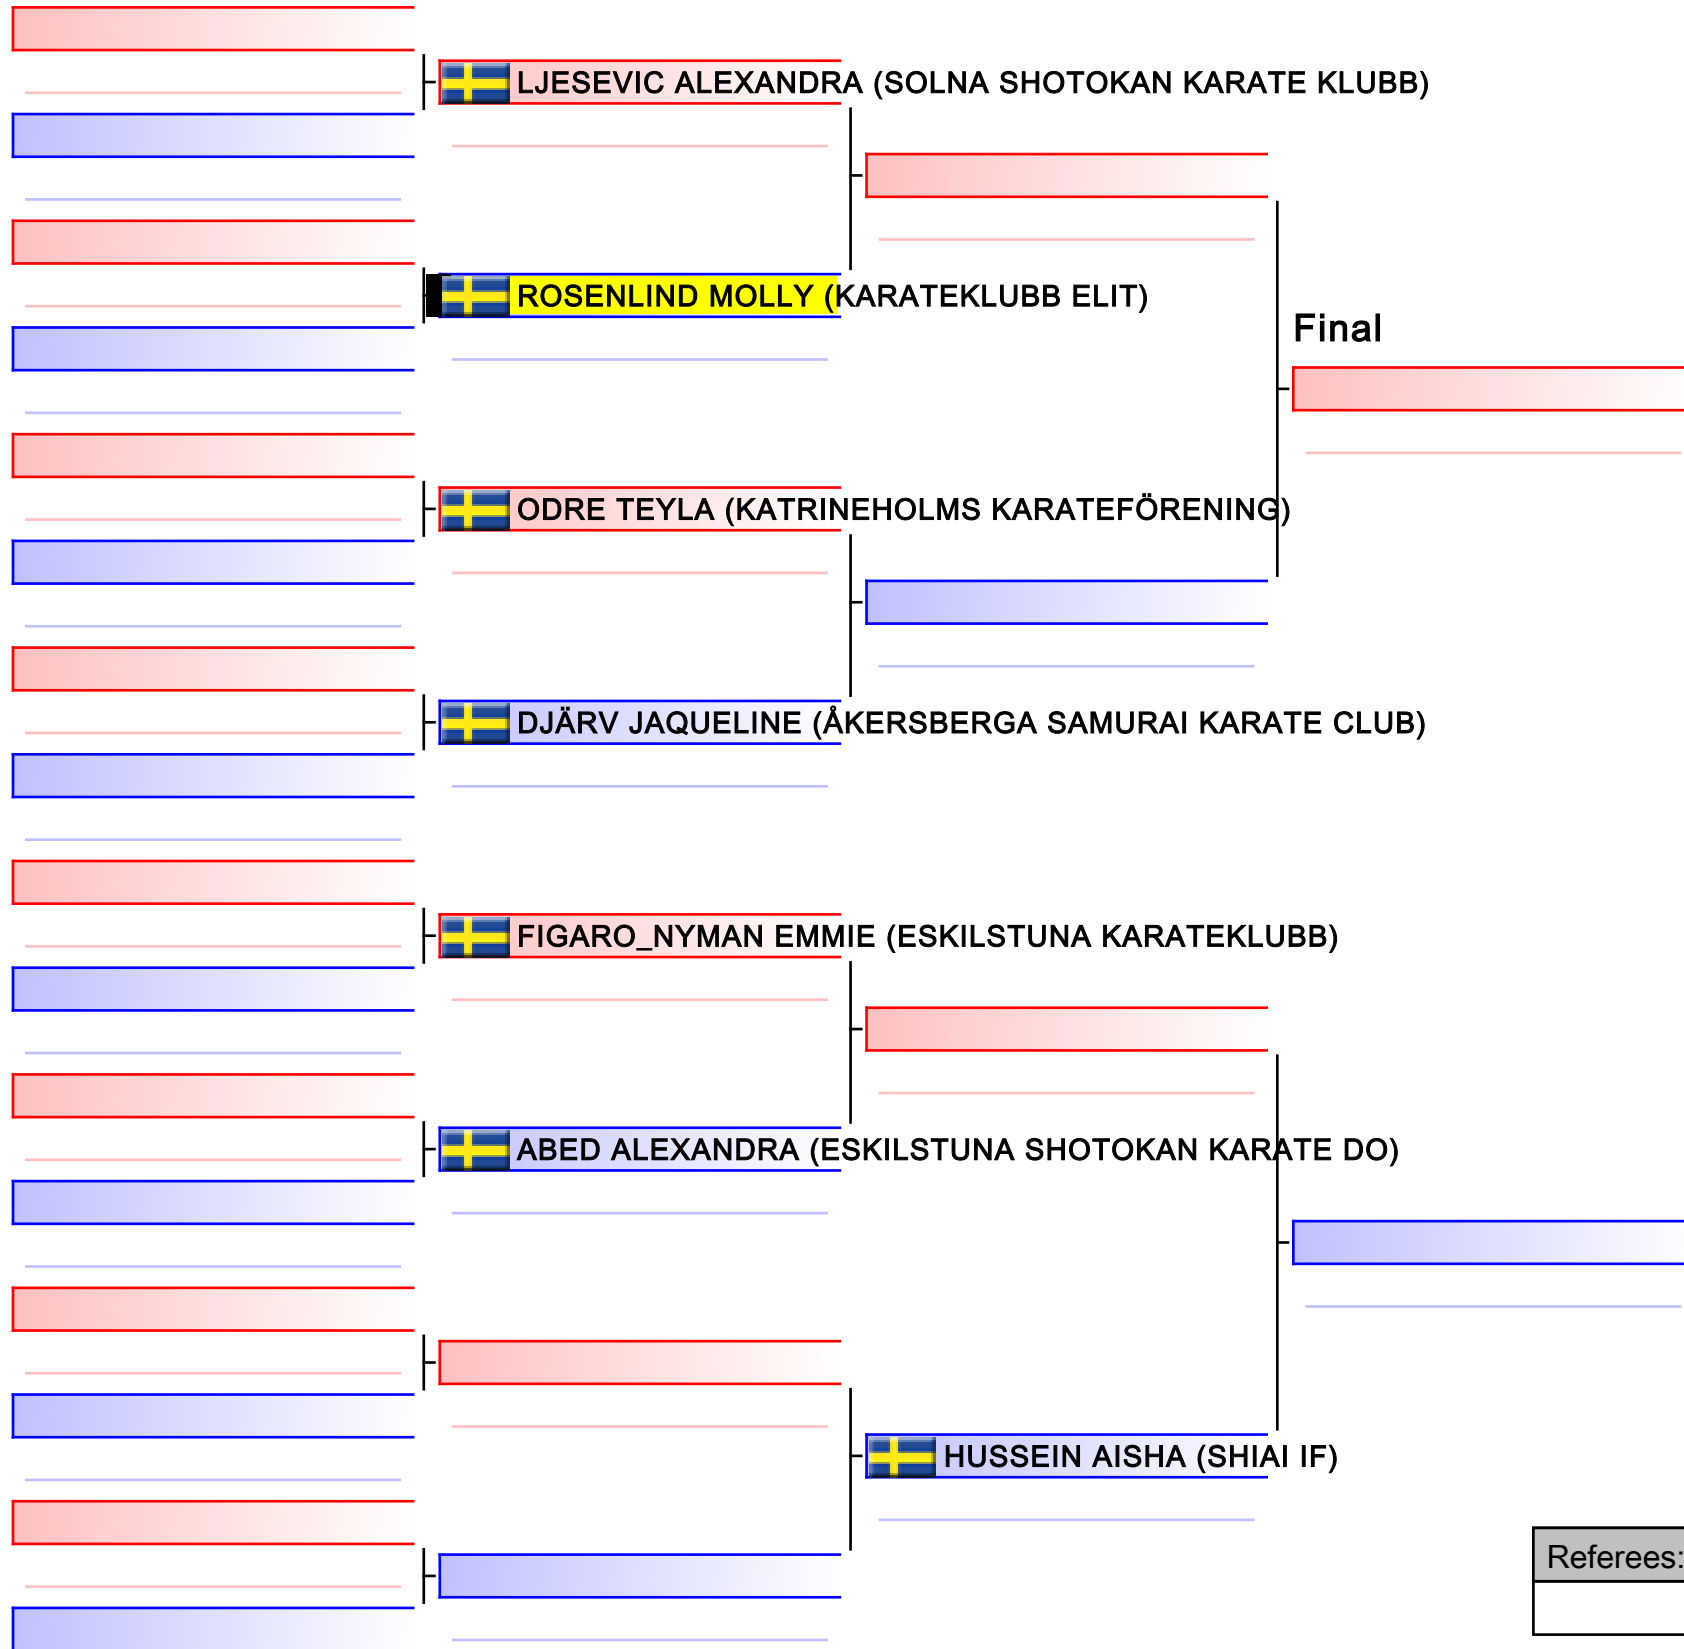 LJESEVIC ALEXANDRA (SOLNA SHOTOKAN KARATE KLUBB)
ROSENLIND MOLLY (KARATEKLUBB ELIT)
Final
ODRE TEYLA (KATRINEHOLMS KARATEFÖRENING)
DJÄRV JAQUELINE (ÅKERSBERGA SAMURAI KARATE CLUB)
FIGARO_NYMAN EMMIE (ESKILSTUNA KARATEKLUBB)
ABED ALEXANDRA (ESKILSTUNA SHOTOKAN KARATE DO)
HUSSEIN AISHA (SHIAI IF)
Referees: